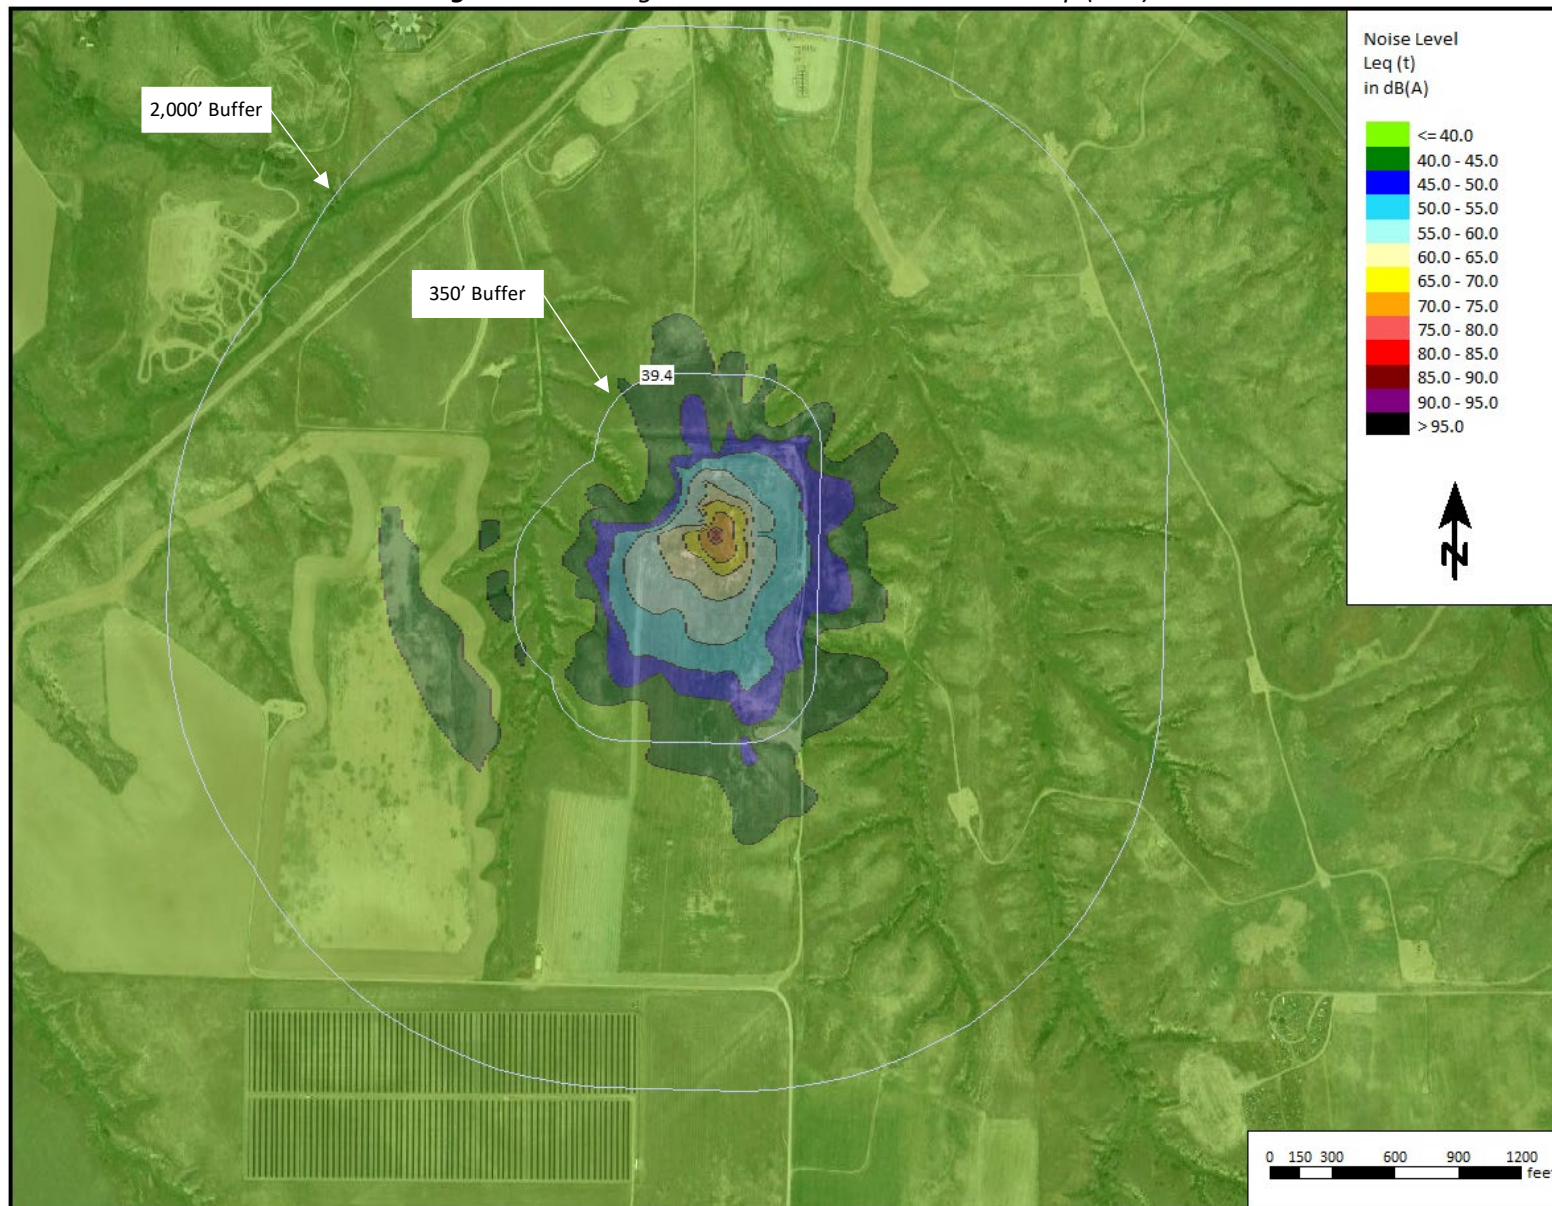 2,000' Buffer
350' Buffer
39.4
Noise Level
Leq (t)
in dB(A)
<= 40.0
40.0 - 45.0
45.0 - 50.0
50.0 - 55.0
55.0 - 60.0
60.0 - 65.0
65.0 - 70.0
70.0 - 75.0
75.0 - 80.0
80.0 - 85.0
85.0 - 90.0
90.0 - 95.0
> 95.0
N
0 150 300 600 900 1200
feet